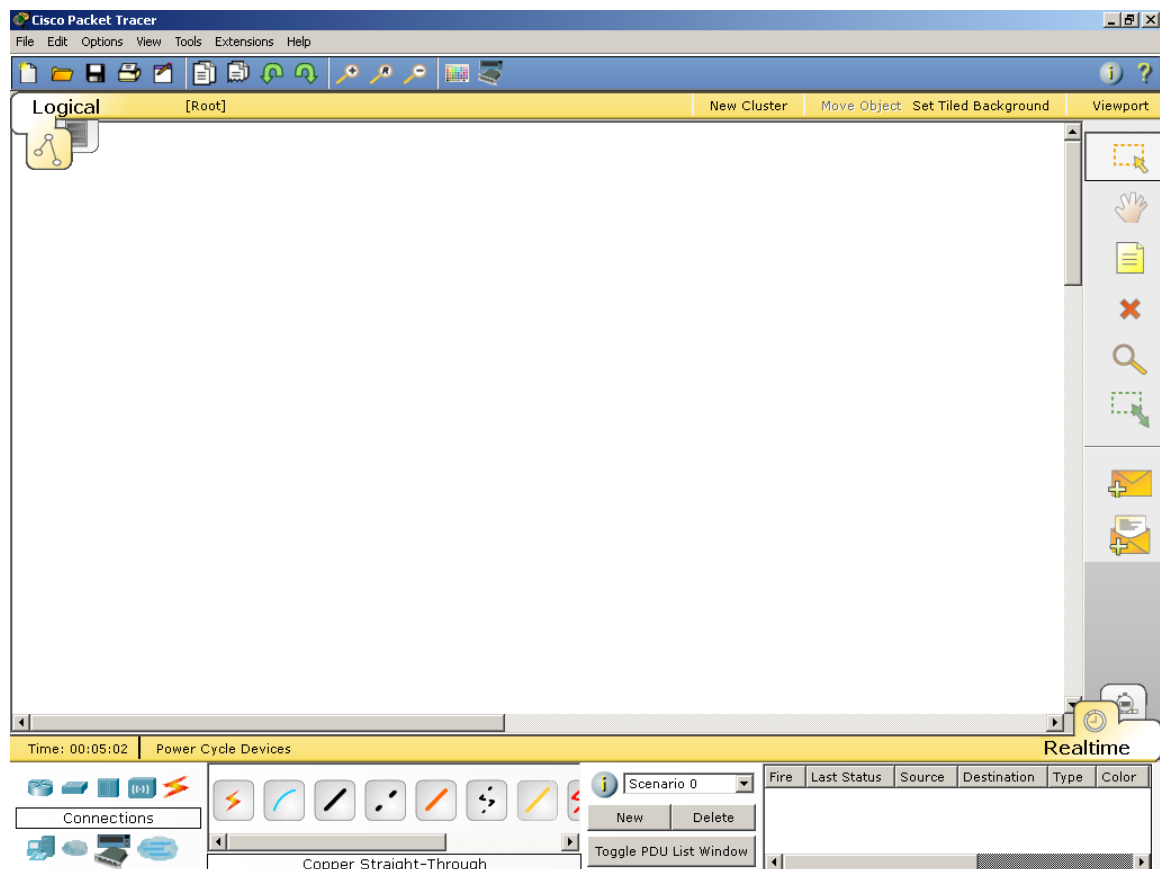 Cisco Packet Tracer
File Edit Options View Tools Extensions Help
Logical [Root] New Cluster Move Object Set Tiled Background Viewport
Time: 00:05:02 Power Cycle Devices Realtime
Scenario 0 Fire Last Status Source Destination Type Color
Connections New Delete
Toggle PDU List Window
Copper Straight-Through